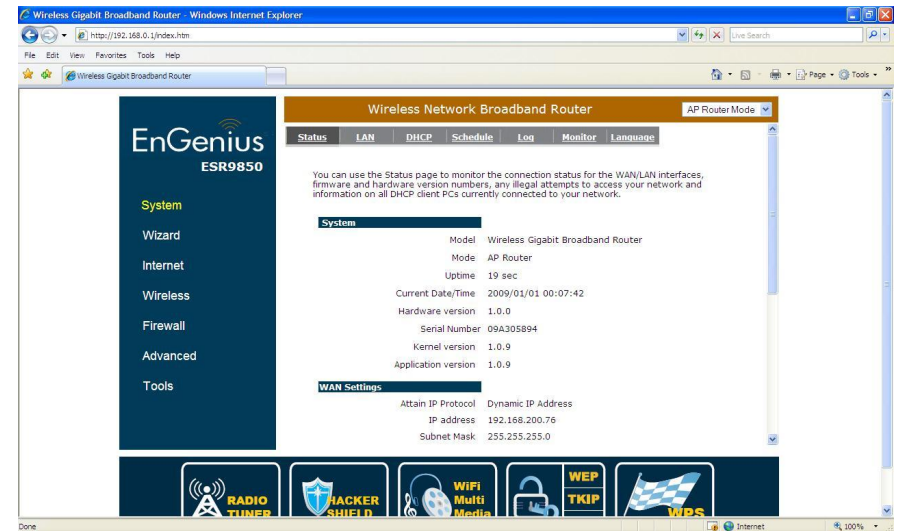 Wireless Gigabit Broadband Router - Windows Internet Explorer
http://192.168.0.1/index.htm
Live Search
File Edit View Favorites Tools Help
Wireless Gigabit Broadband Router
Page Tools
Wireless Network Broadband Router
AP Router Mode
EnGenius
ESR9850
System
Wizard
Internet
Wireless
Firewall
Advanced
Tools
Status LAN DHCP Schedule Log Monitor Language
You can use the Status page to monitor the connection status for the WAN/LAN interfaces,
firmware and hardware version numbers, any illegal attempts to access your network and
information on all DHCP client PCs currently connected to your network.
System
Model Wireless Gigabit Broadband Router
Mode AP Router
Uptime 19 sec
Current Date/Time 2009/01/01 00:07:42
Hardware version 1.0.0
Serial Number 09A305894
Kernel version 1.0.9
Application version 1.0.9
WAN Settings
Attain IP Protocol Dynamic IP Address
IP address 192.168.200.76
Subnet Mask 255.255.255.0
RADIO
TUNER
HACKER
SHIELD
WiFi
Multi
Media
WEP
TKIP
WPS
Done
Internet
100%